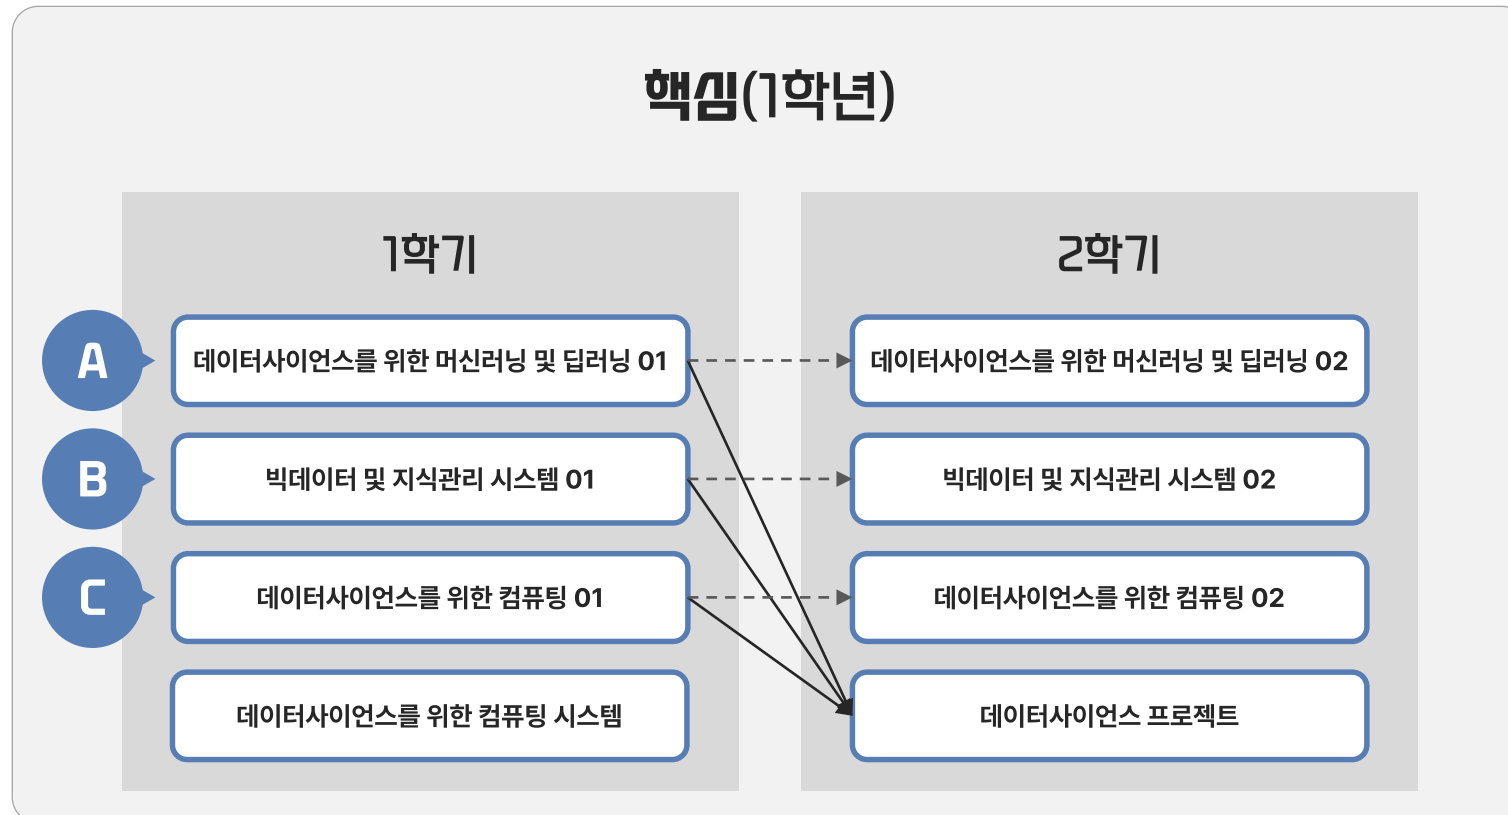 핵심(1학년)
1학기
A
데이터사이언스를 위한 머신러닝 및 딥러닝 01
B
빅데이터 및 지식관리 시스템 01
C
데이터사이언스를 위한 컴퓨팅 01
데이터사이언스를 위한 컴퓨팅 시스템
2학기
데이터사이언스를 위한 머신러닝 및 딥러닝 02
빅데이터 및 지식관리 시스템 02
데이터사이언스를 위한 컴퓨팅 02
데이터사이언스 프로젝트